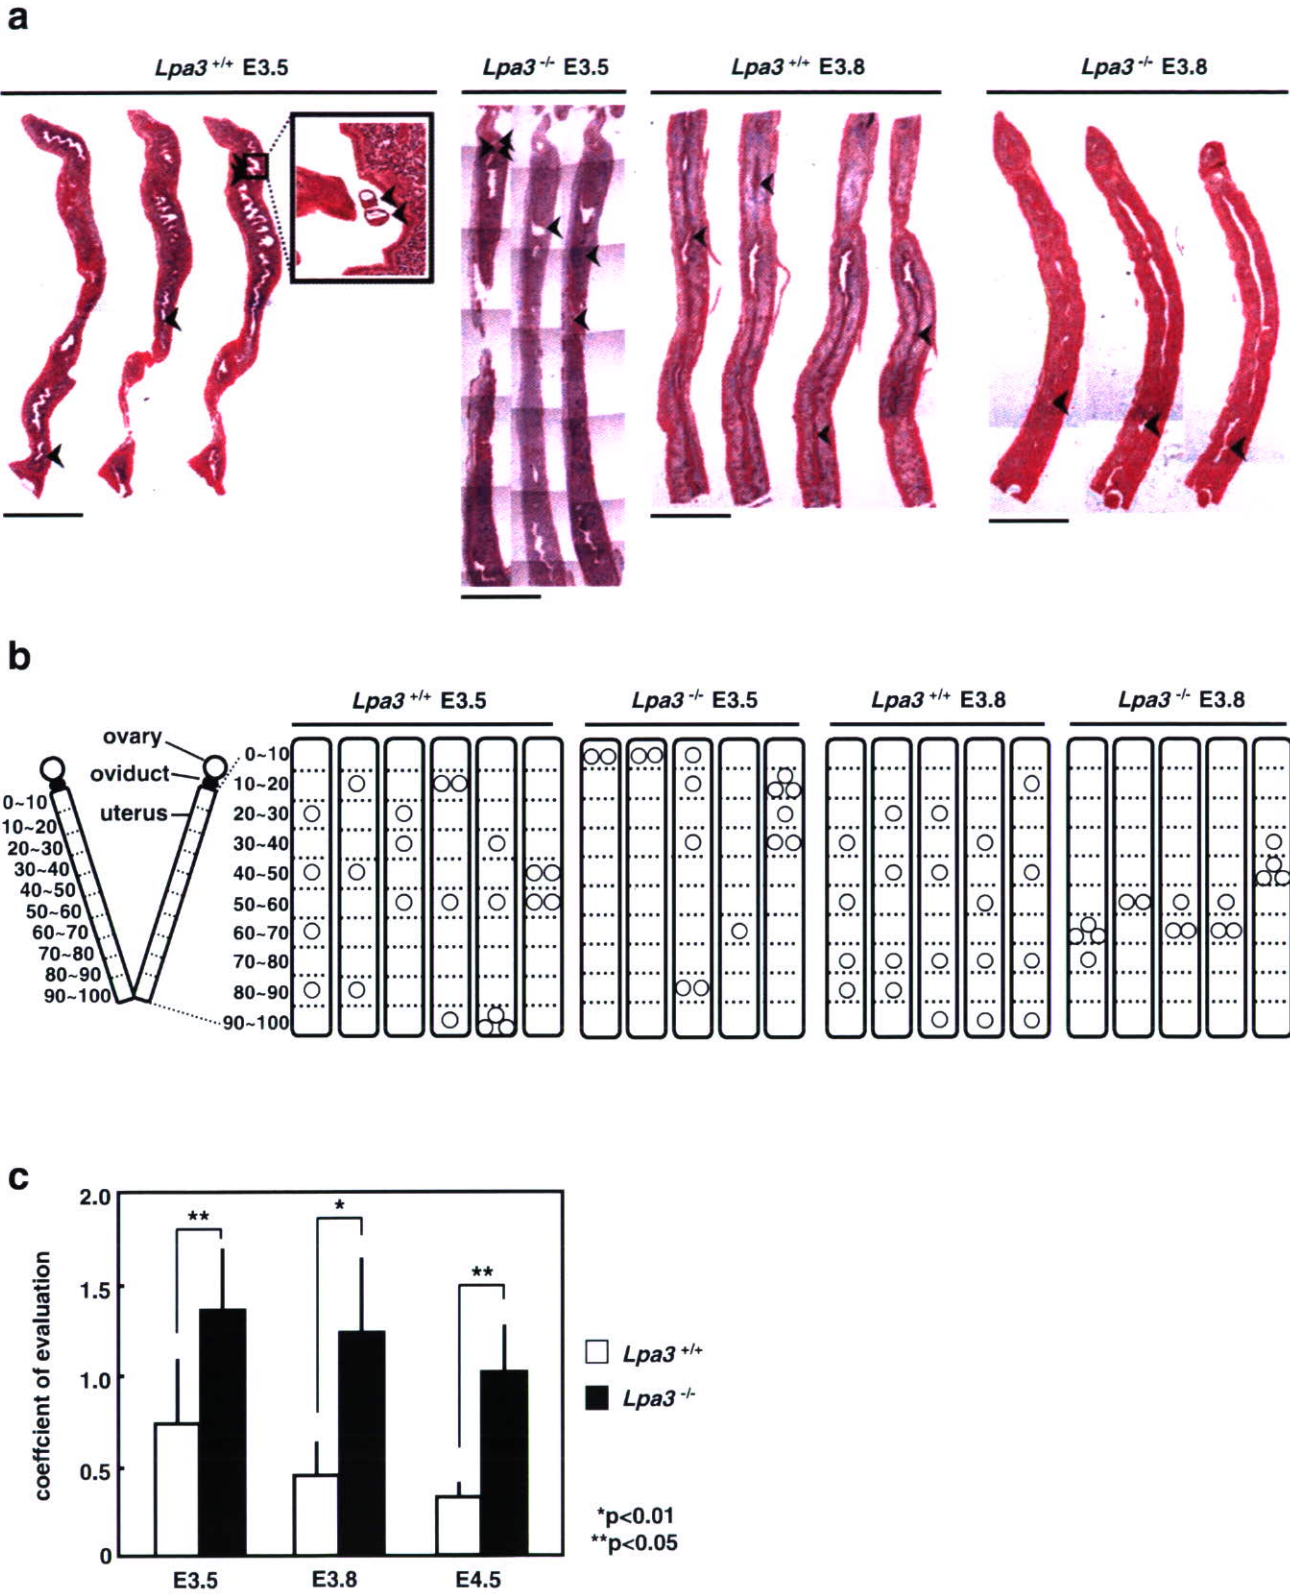 a
Lpa3 +/+ E3.5
Lpa3 -/- E3.5
Lpa3 +/+ E3.8
Lpa3 -/- E3.8
b
Lpa3 +/+ E3.5
Lpa3 -/- E3.5
Lpa3 +/+ E3.8
Lpa3 -/- E3.8
ovary
oviduct
uterus
0~10
10~20
20~30
30~40
40~50
50~60
60~70
70~80
80~90
90~100
0~10
10~20
20~30
30~40
40~50
50~60
60~70
70~80
80~90
90~100
c
coeffcient of evaluation
2.0
1.5
1.0
0.5
0
**
*
**
E3.5
E3.8
E4.5
Lpa3 +/+
Lpa3 -/-
*p<0.01
**p<0.05